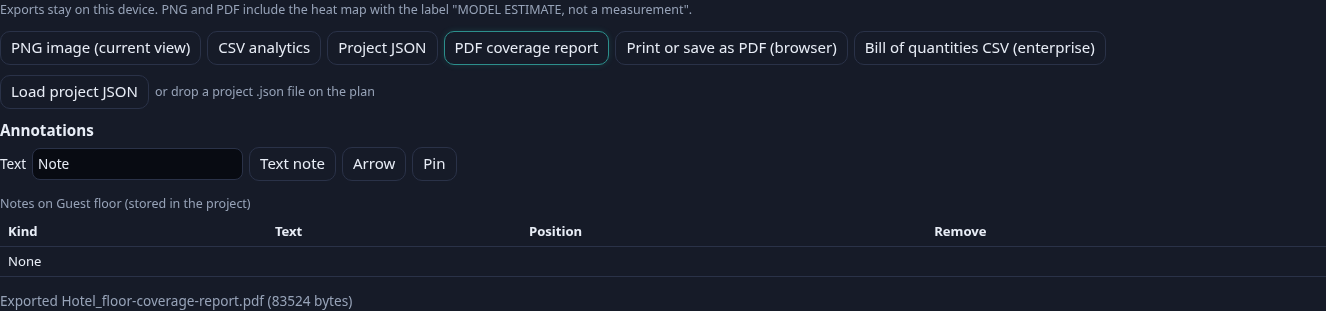 Exports stay on this device. PNG and PDF include the heat map with the label "MODEL ESTIMATE, not a measurement".
PNG image (current view) CSV analytics Project JSON PDF coverage report Print or save as PDF (browser) Bill of quantities CSV (enterprise)
Load project JSON or drop a project .json file on the plan
Annotations
Text Note Text note Arrow Pin
Notes on Guest floor (stored in the project)
Kind Text Position Remove
None
Exported Hotel_floor-coverage-report.pdf (83524 bytes)